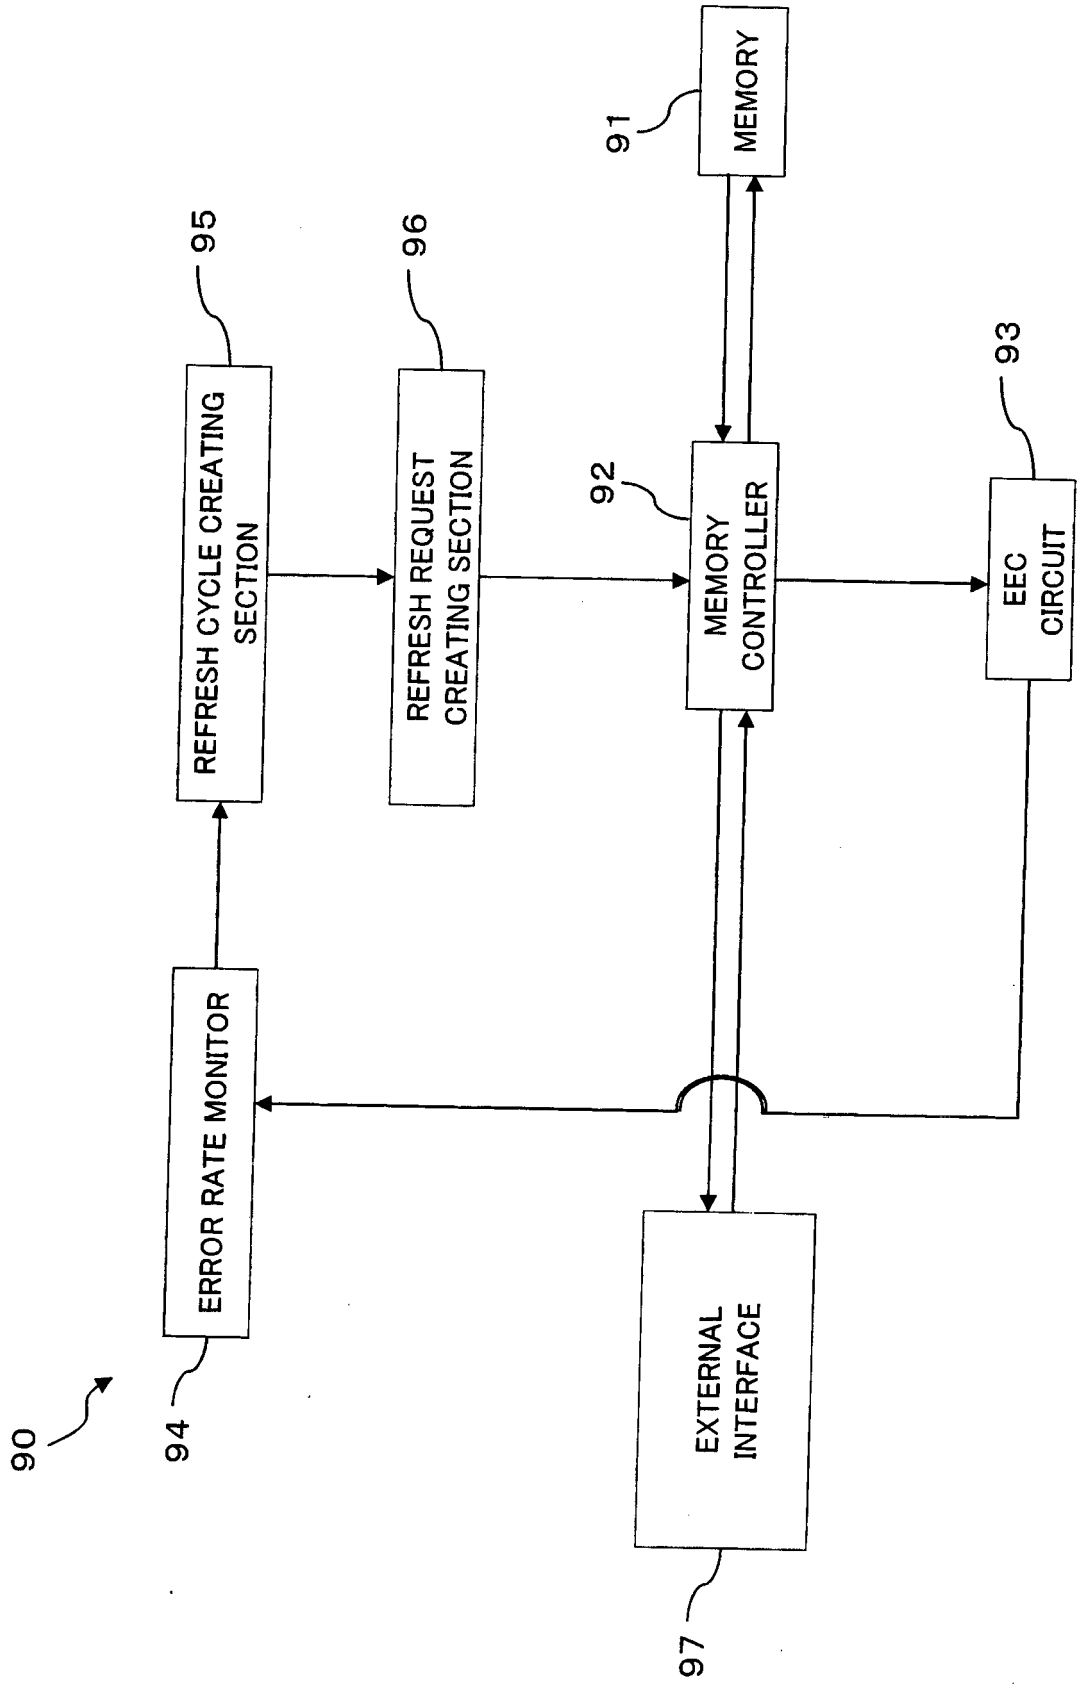 90
94
ERROR RATE MONITOR
95
REFRESH CYCLE CREATING
SECTION
96
REFRESH REQUEST
CREATING SECTION
97
EXTERNAL
INTERFACE
92
MEMORY
CONTROLLER
91
MEMORY
93
EEC
CIRCUIT